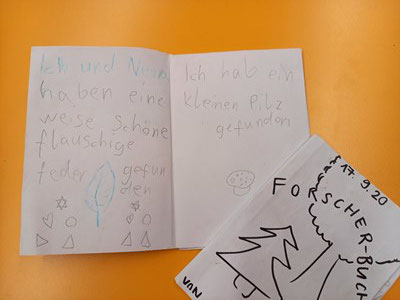 Ich und
haben eine
weise schöne
flauschige
feder gefun
den
Ich hab ein
kleinen Pilz
gefunden
17.9.20
FORSCHER-BUCH